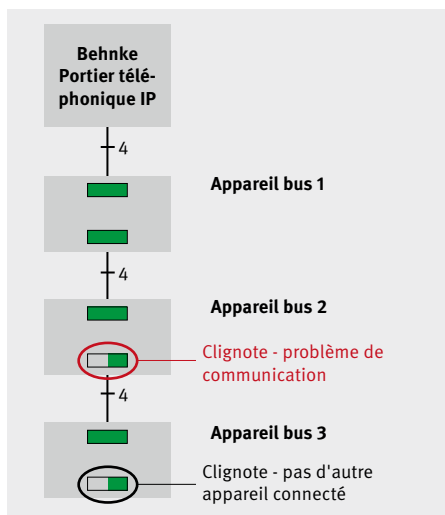 Behnke
Portier télé-
phonique IP
4
Appareil bus 1
4
Appareil bus 2
Clignote - problème de
communication
4
Appareil bus 3
Clignote - pas d'autre
appareil connecté